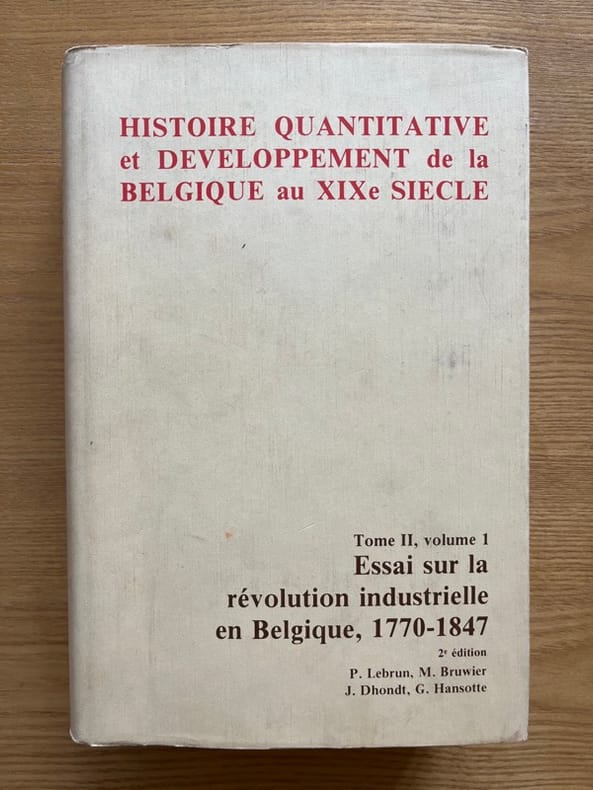 HISTOIRE QUANTITATIVE
et DEVELOPPEMENT de la
BELGIQUE au XIXe SIECLE
Tome II, volume 1
Essai sur la
révolution industrielle
en Belgique, 1770-1847
2e édition
P. Lebrun, M. Bruwier
J. Dhondt, G. Hansotte